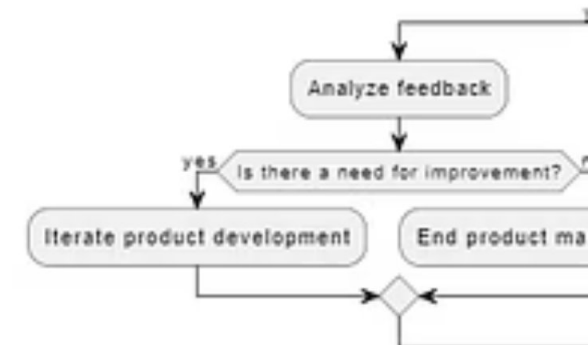 Analyze feedback
yes
Is there a need for improvement?
Iterate product development
End product ma